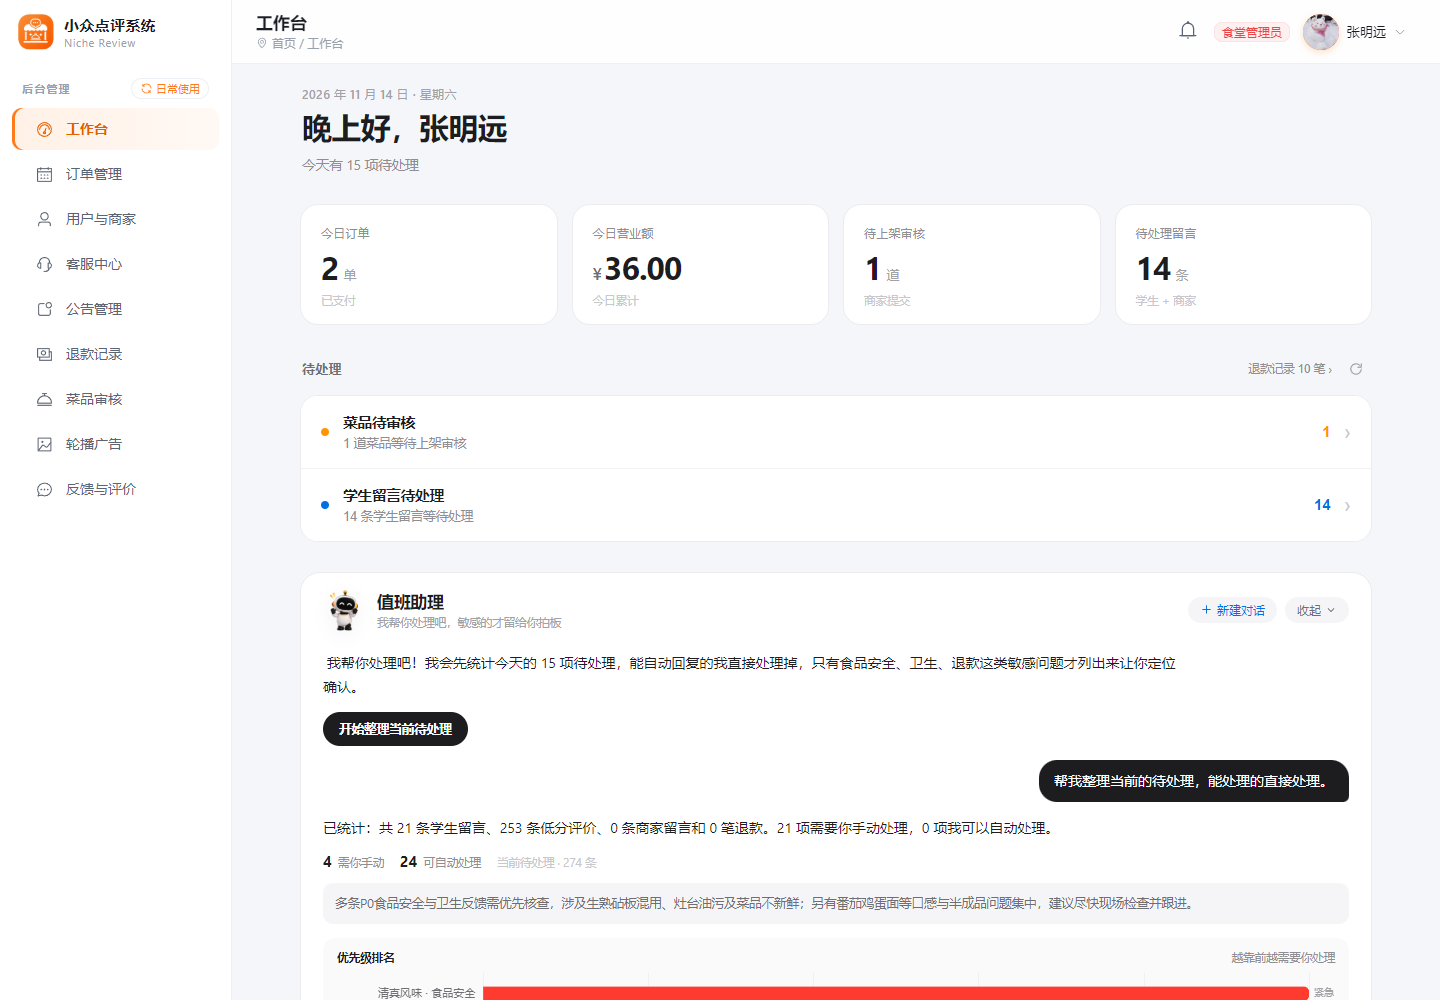 小众点评系统
Niche Review
后台管理
日常使用
工作台
订单管理
用户与商家
客服中心
公告管理
退款记录
菜品审核
轮播广告
反馈与评价
工作台
首页 / 工作台
食堂管理员
张明远
2026 年 11 月 14 日 · 星期六
晚上好，张明远
今天有 15 项待处理
今日订单
2 单
已支付
今日营业额
¥36.00
今日累计
待上架审核
1 道
商家提交
待处理留言
14 条
学生 + 商家
待处理
退款记录 10 笔 ›
菜品待审核
1 道菜品等待上架审核
1
学生留言待处理
14 条学生留言等待处理
14
值班助理
我帮你处理吧，敏感的才留给你拍板
+ 新建对话
收起
我帮你处理吧！我会先统计今天的 15 项待处理，能自动回复的我直接处理掉，只有食品安全、卫生、退款这类敏感问题才列出来让你定位
确认。
开始整理当前待处理
帮我整理当前的待处理，能处理的直接处理。
已统计：共 21 条学生留言、253 条低分评价、0 条商家留言和 0 笔退款。21 项需要你手动处理，0 项我可以自动处理。
4 需你手动 24 可自动处理 当前待处理 · 274 条
多条P0食品安全与卫生反馈需优先核查，涉及生熟砧板混用、灶台油污及菜品不新鲜；另有番茄鸡蛋面等口感与半成品问题集中，建议尽快现场检查并跟进。
优先级排名
越靠前越需要你处理
清真风味 · 食品安全
紧急